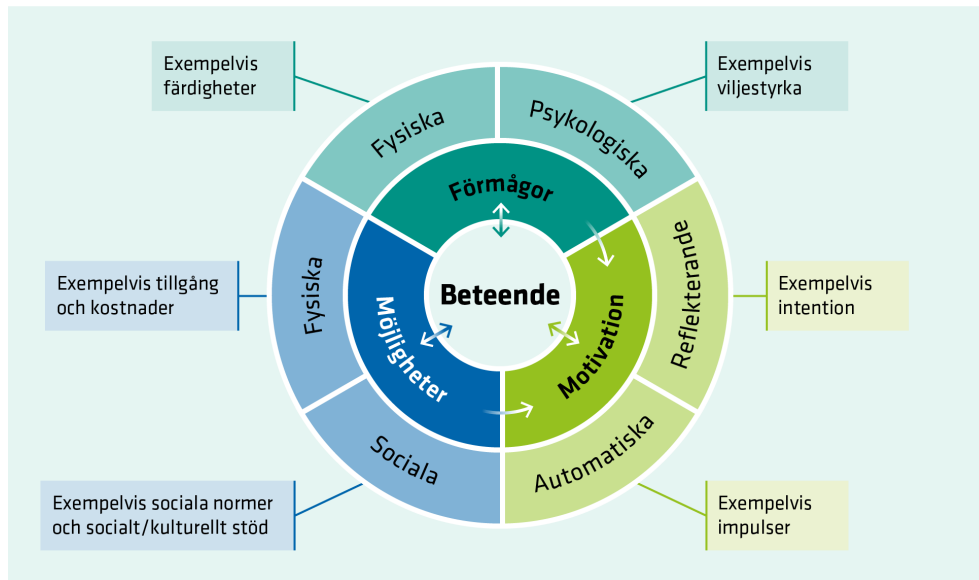 Exempelvis
färdigheter
Exempelvis
viljestyrka
Fysiska
Psykologiska
Förmågor
Exempelvis tillgång
och kostnader
Fysiska
Möjligheter
Beteende
Motivation
Reflekterande
Exempelvis
intention
Sociala
Automatiska
Exempelvis sociala normer
och socialt/kulturellt stöd
Exempelvis
impulser